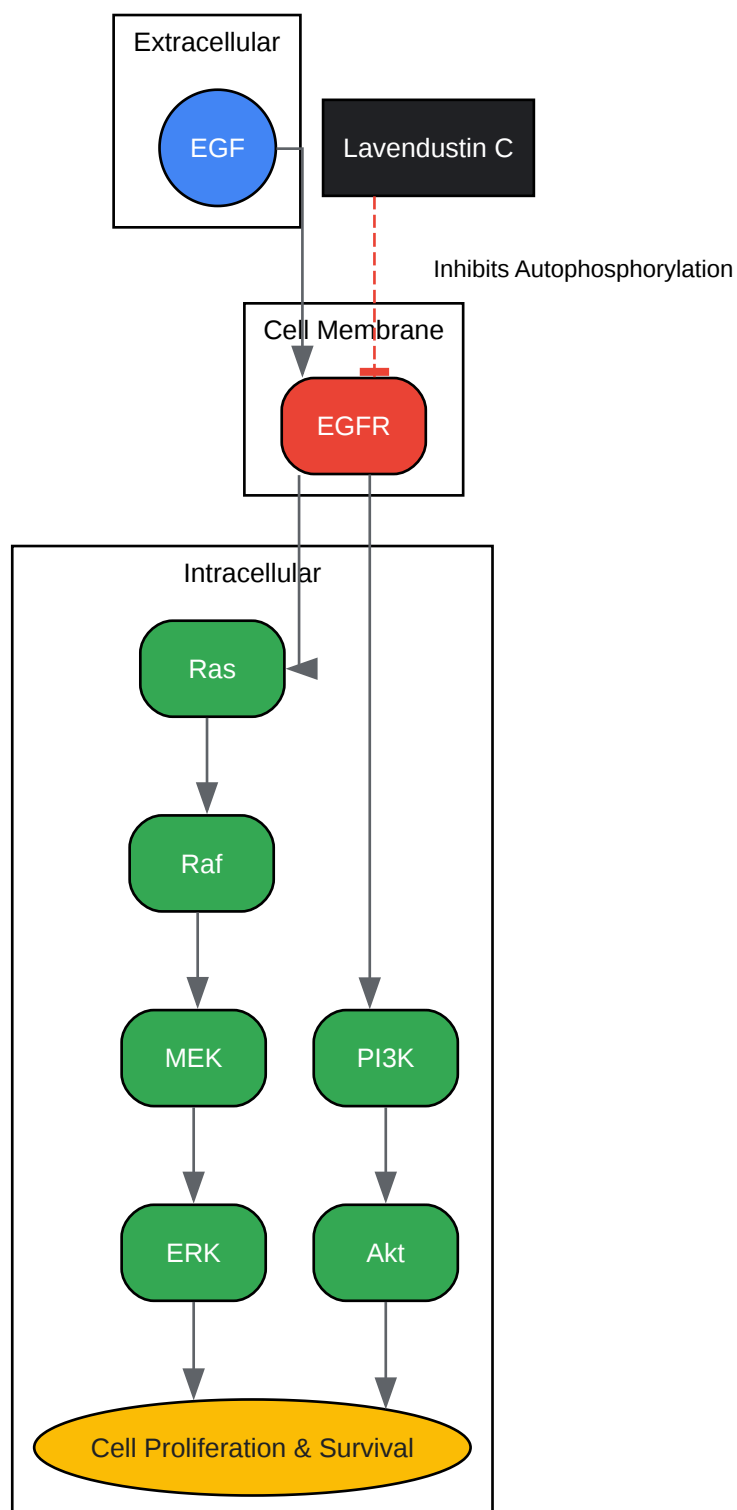 Extracellular
EGF
Lavendustin C
Inhibits Autophosphorylation
Cell Membrane
EGFR
Intracellular
Ras
Raf
MEK
PI3K
ERK
Akt
Cell Proliferation & Survival